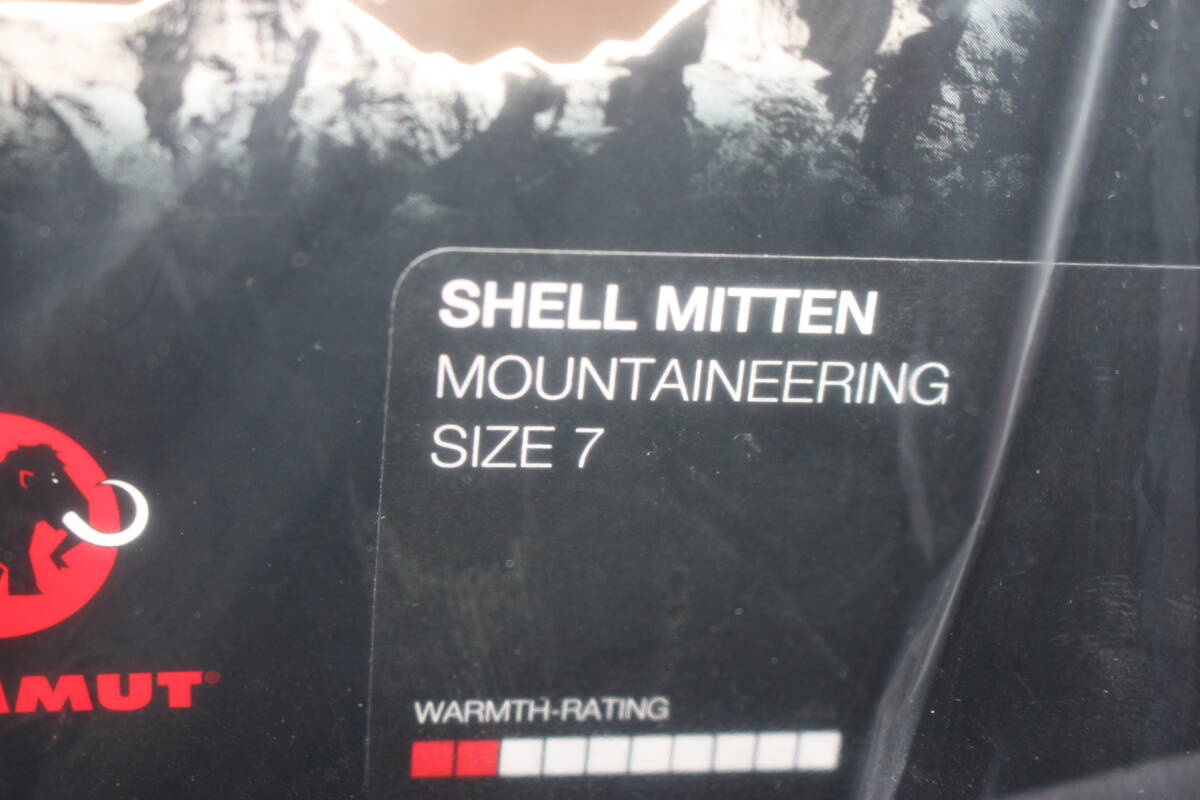 SHELL MITTEN
MOUNTAINEERING
SIZE 7
AMUT®
WARMTH-RATING